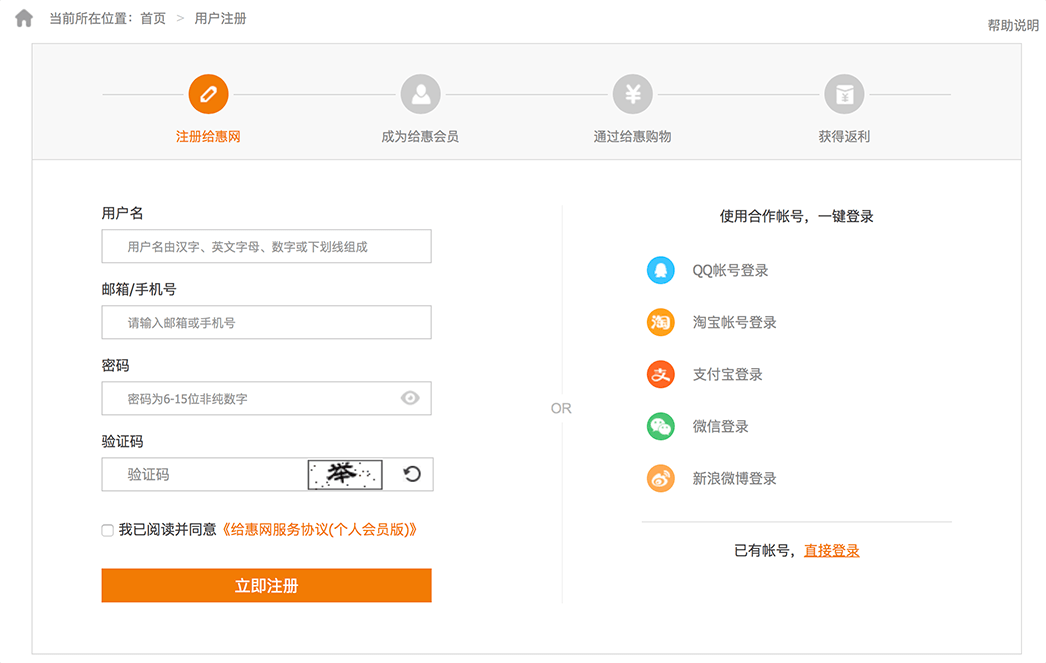 当前所在位置：首页 > 用户注册
帮助说明
注册给惠网
成为给惠会员
通过给惠购物
获得返利
用户名
用户名由汉字、英文字母、数字或下划线组成
邮箱/手机号
请输入邮箱或手机号
密码
密码为6-15位非纯数字
验证码
验证码
举
我已阅读并同意《给惠网服务协议(个人会员版)》
立即注册
OR
使用合作帐号，一键登录
QQ帐号登录
淘
淘宝帐号登录
支
支付宝登录
微信登录
新浪微博登录
已有帐号，直接登录